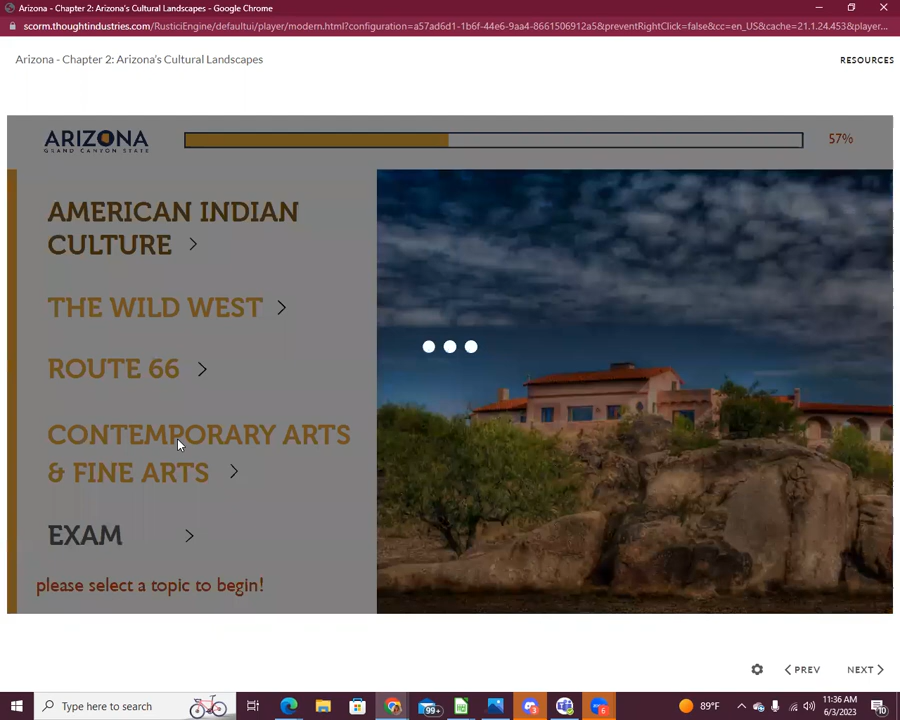 Arizona - Chapter 2: Arizona's Cultural Landscapes - Google Chrome
scorm.thoughtindustries.com/RusticiEngine/defaultui/player/modern.html?configuration=a57ad6d1-1b6f-44e6-9aa4-8661506912a5&preventRightClick=false&cc=en_US&cache=21.1.24.453&player...
Arizona - Chapter 2: Arizona's Cultural Landscapes
RESOURCES
ARIZONA
GRAND CANYON STATE
57%
AMERICAN INDIAN
CULTURE
THE WILD WEST
ROUTE 66
CONTEMPORARY ARTS
& FINE ARTS
EXAM
please select a topic to begin!
PREV
NEXT
Type here to search
99+
3
6
89°F
11:36 AM
6/3/2023
10